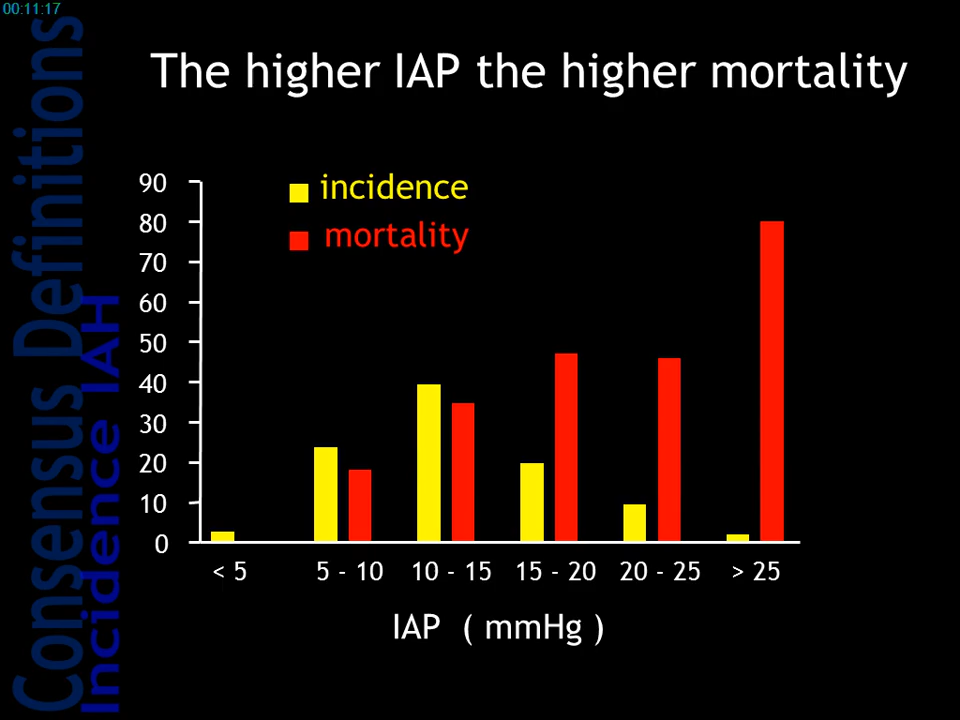 00:11:17
Consensus Definitions
Incidence IAH
The higher IAP the higher mortality
incidence
mortality
90
80
70
60
50
40
30
20
10
0
< 5 5 - 10 10 - 15 15 - 20 20 - 25 > 25
IAP ( mmHg )